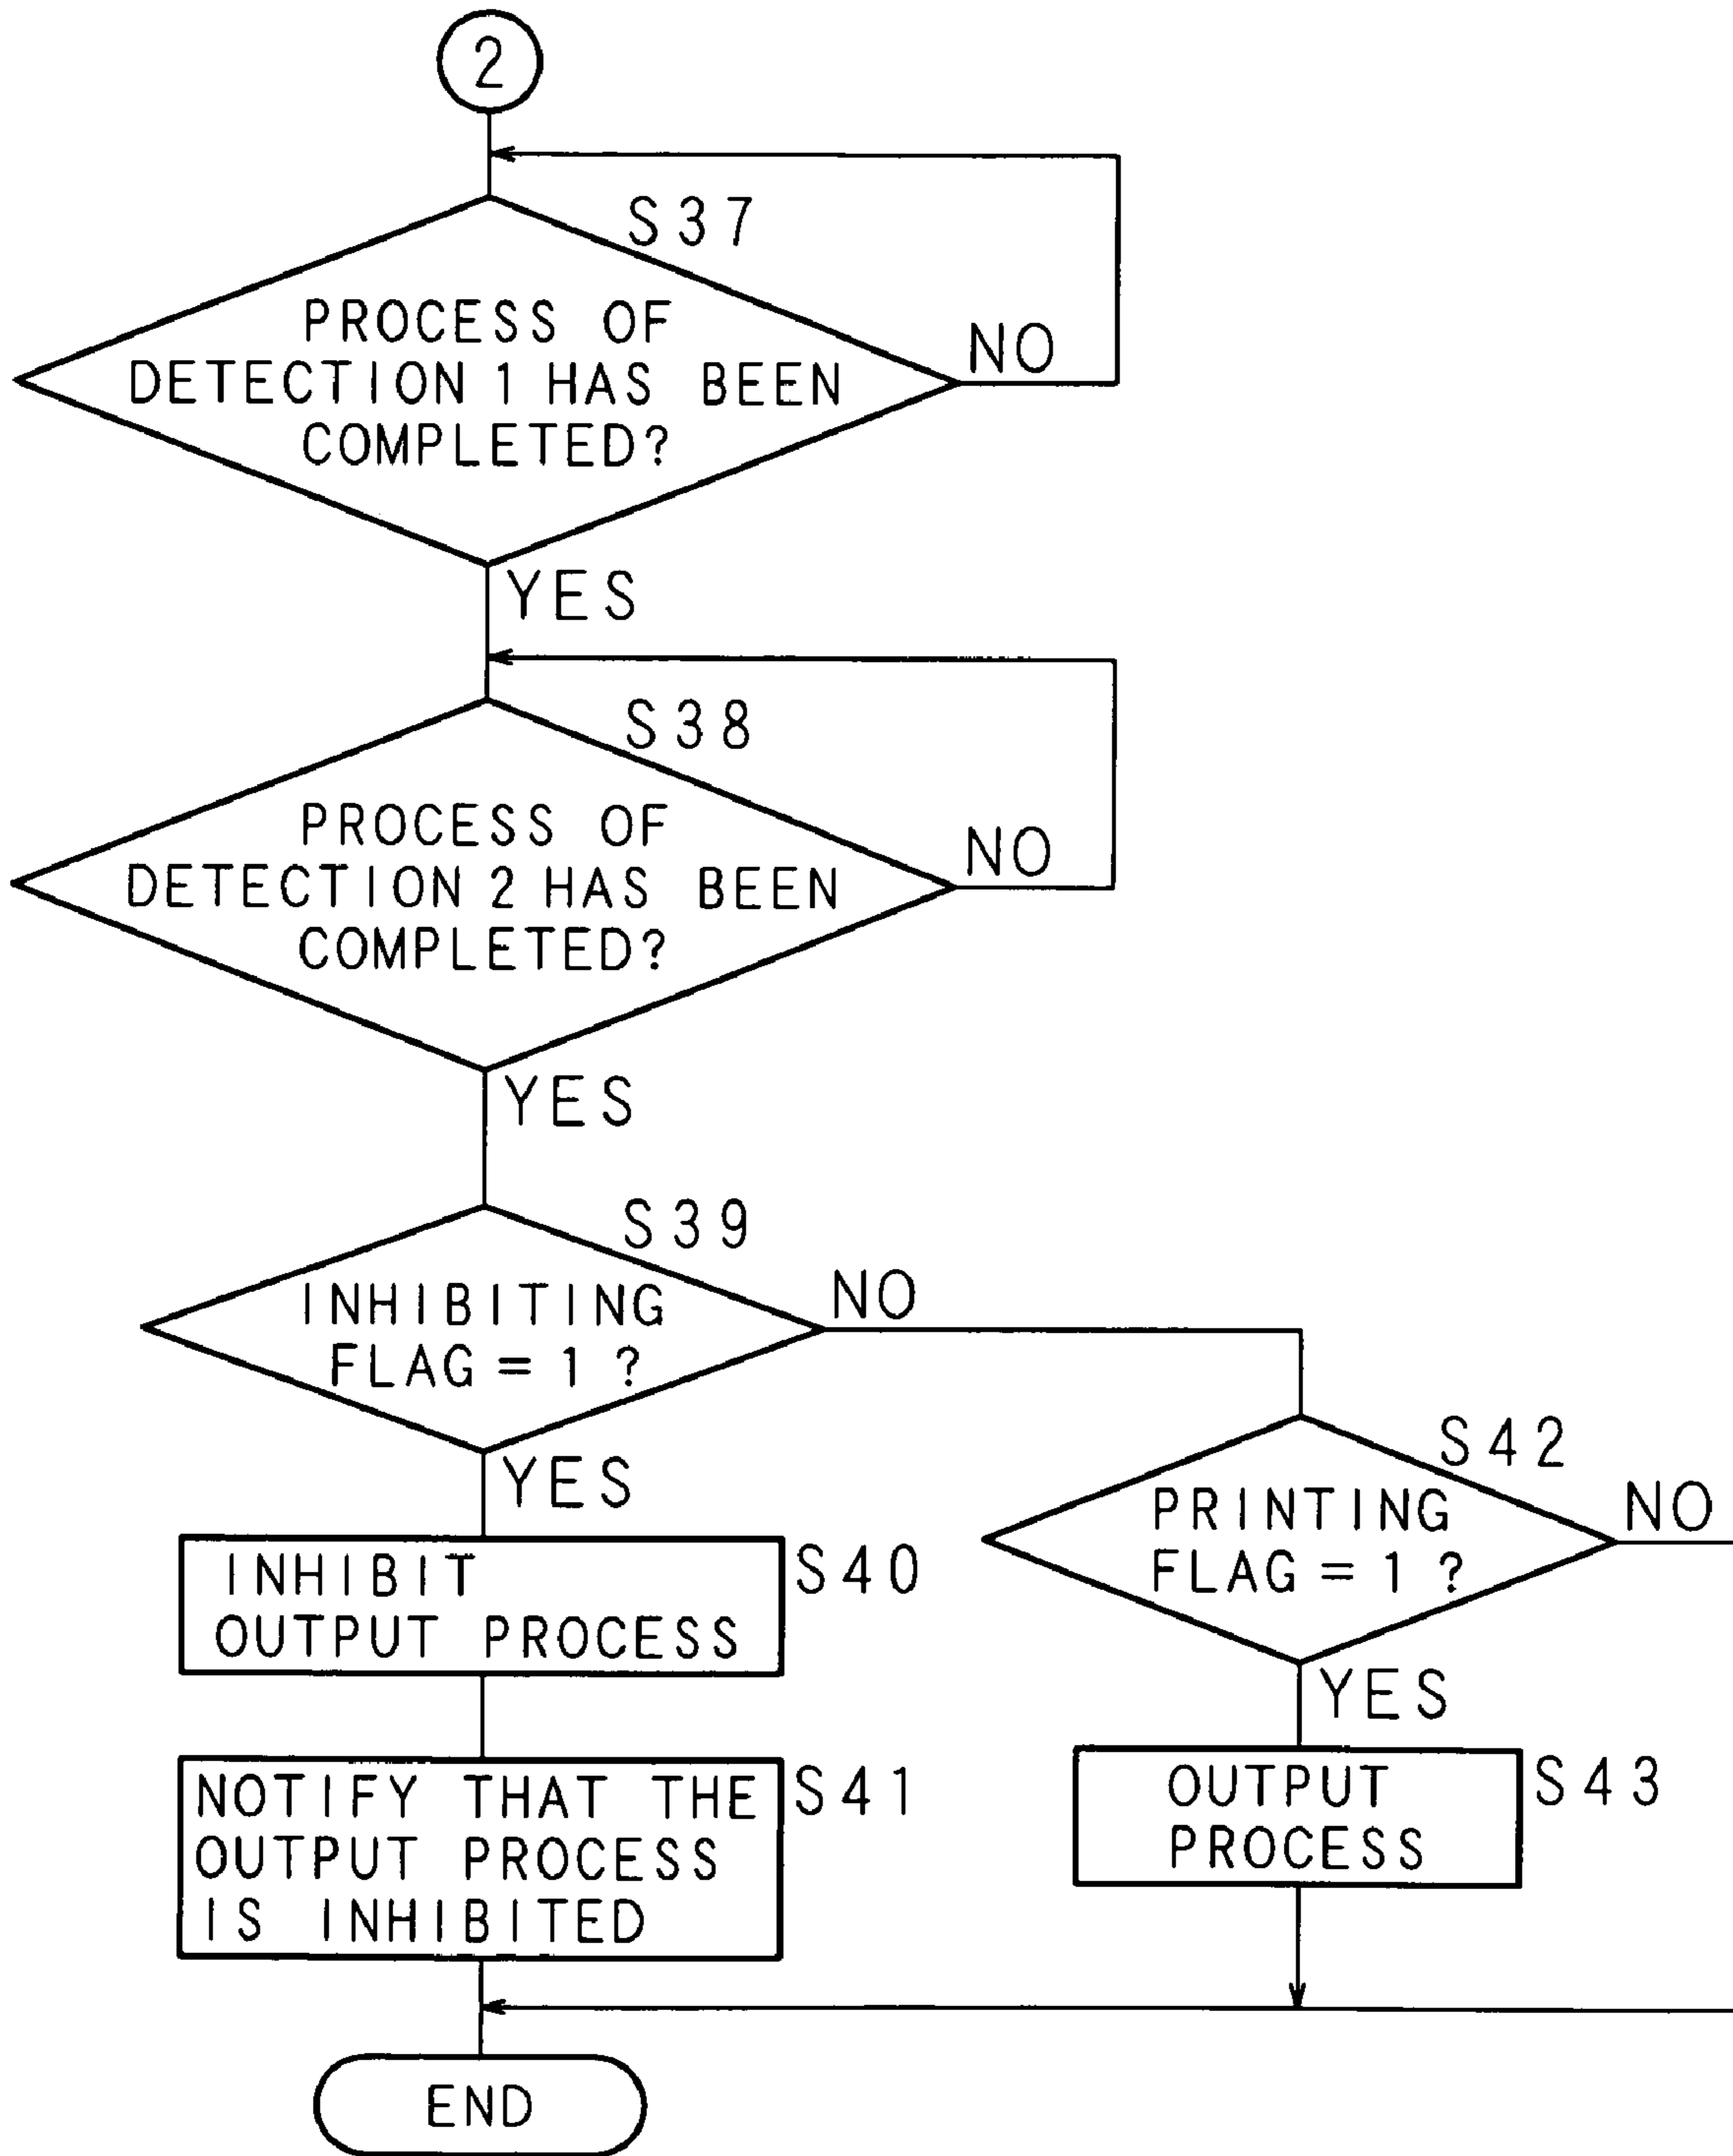 2
S37
PROCESS OF
DETECTION 1 HAS BEEN
COMPLETED?
NO
YES
S38
PROCESS OF
DETECTION 2 HAS BEEN
COMPLETED?
NO
YES
S39
INHIBITING
FLAG = 1 ?
NO
YES
S42
PRINTING
FLAG = 1 ?
NO
YES
INHIBIT
OUTPUT PROCESS
S40
NOTIFY THAT THE
OUTPUT PROCESS
IS INHIBITED
S41
OUTPUT
PROCESS
S43
END